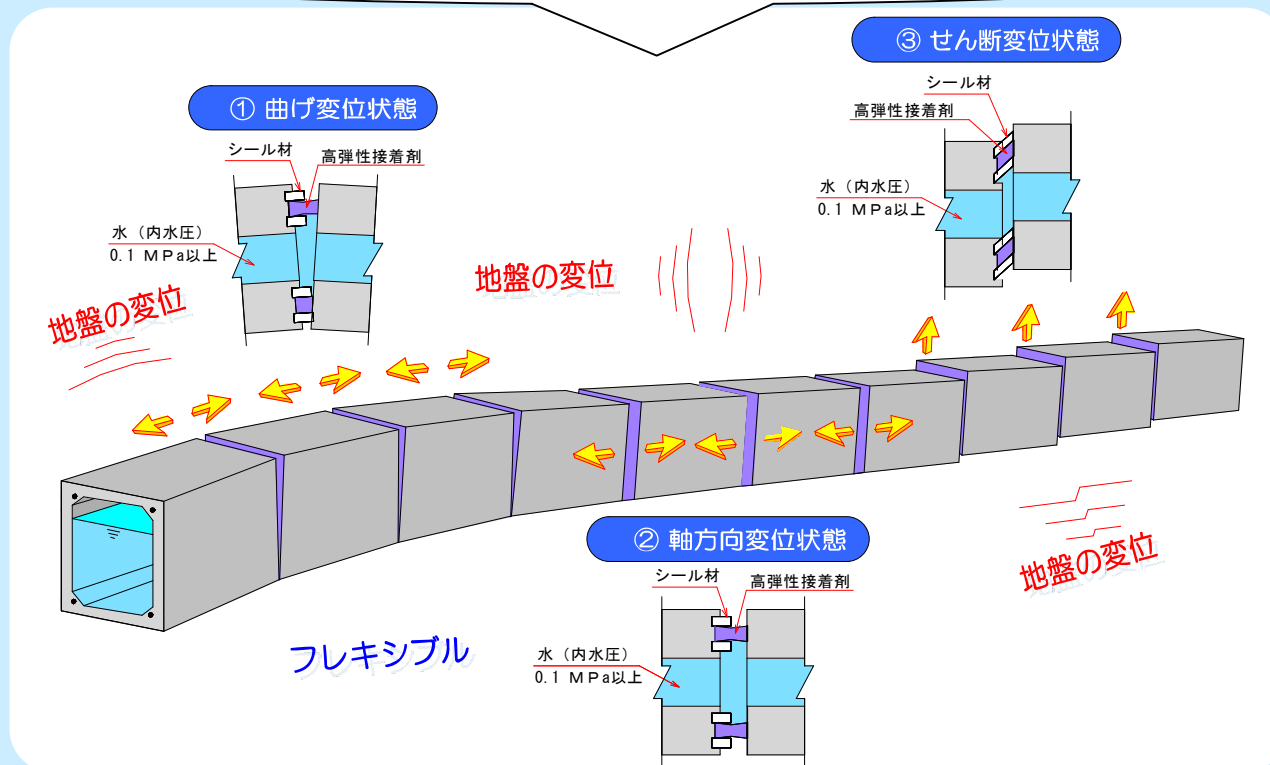 ③ せん断変位状態
シール材
高弾性接着剤
水（内水圧）
0.1 MPa以上
① 曲げ変位状態
シール材
高弾性接着剤
水（内水圧）
0.1 MPa以上
地盤の変位
地盤の変位
② 軸方向変位状態
シール材
高弾性接着剤
水（内水圧）
0.1 MPa以上
地盤の変位
フレキシブル